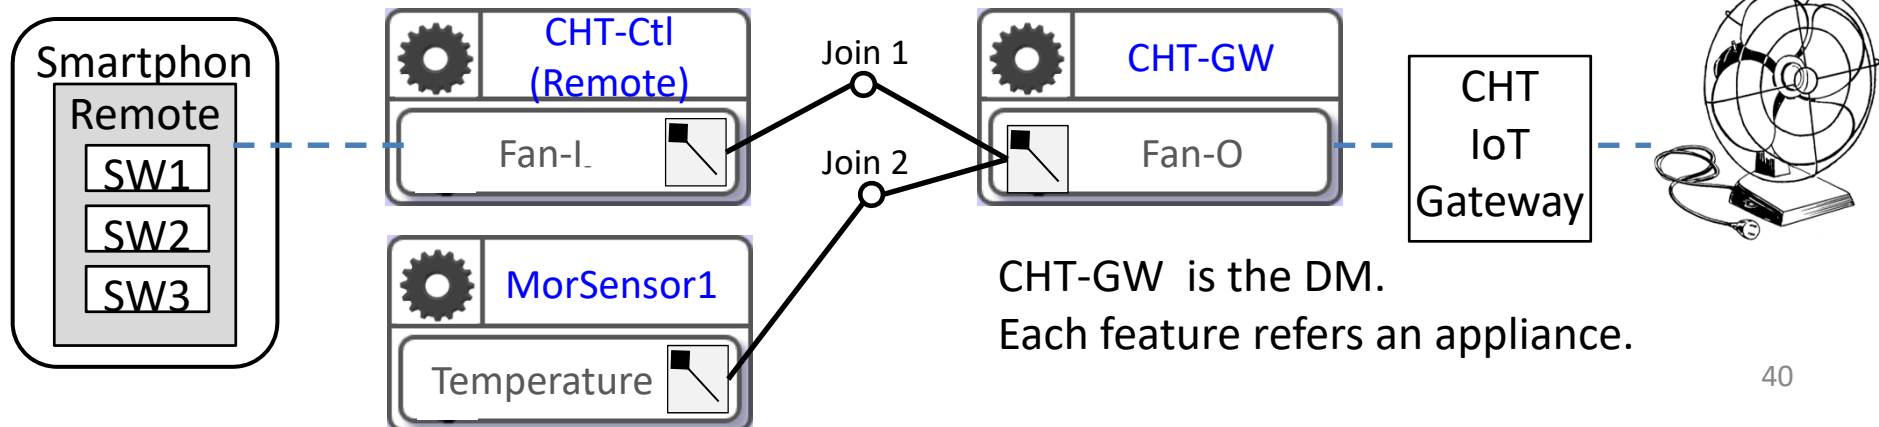 Smartphon
Remote
SW1
SW2
SW3
CHT-Ctl
(Remote)
Fan-I
Join 1
Join 2
MorSensor1
Temperature
CHT-GW
Fan-O
CHT
IoT
Gateway
CHT-GW is the DM.
Each feature refers an appliance.
40